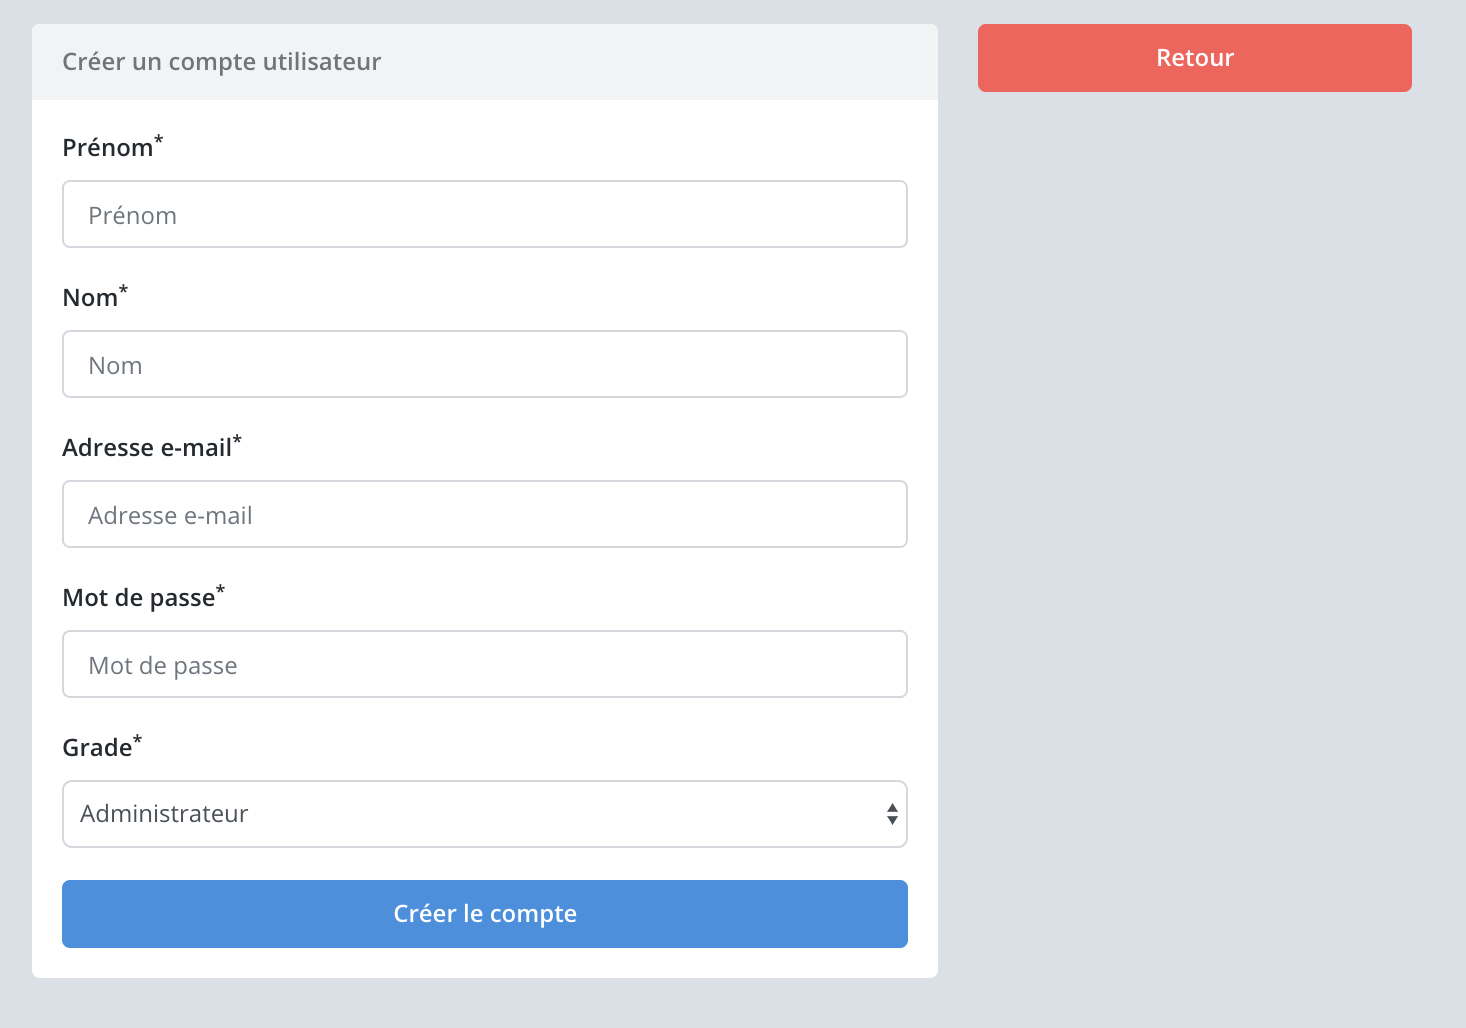 Créer un compte utilisateur
Retour
Prénom*
Prénom
Nom*
Nom
Adresse e-mail*
Adresse e-mail
Mot de passe*
Mot de passe
Grade*
Administrateur
Créer le compte